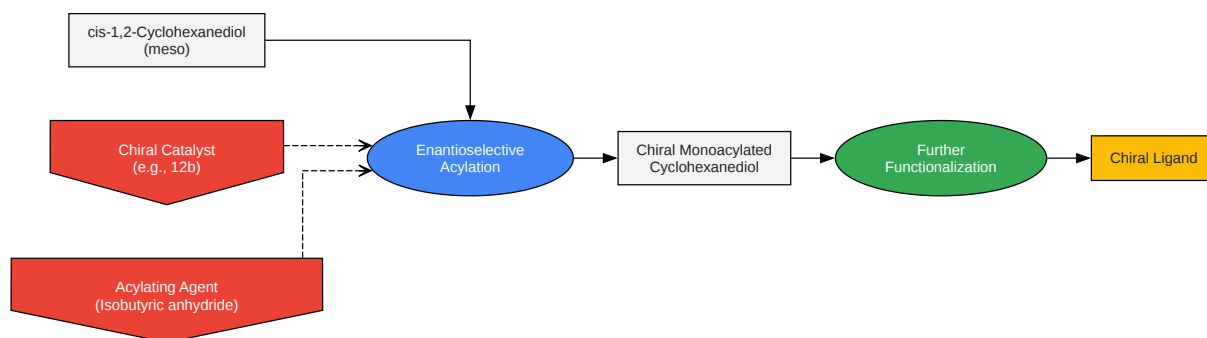 cis-1,2-Cyclohexanediol
(meso)
Chiral Catalyst
(e.g., 12b)
Acylating Agent
(Isobutyric anhydride)
Enantioselective
Acylation
Chiral Monoacylated
Cyclohexanediol
Further
Functionalization
Chiral Ligand